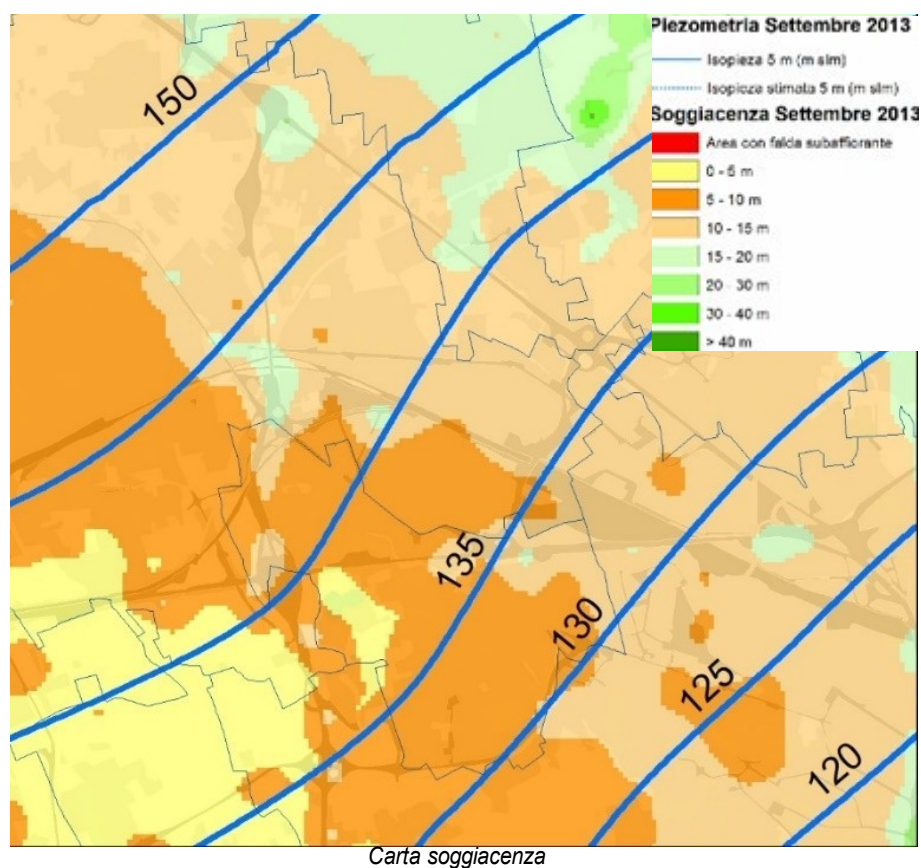 Piezometria Settembre 2013
Isopieza 5 m (m slm)
Isopieza stimata 5 m (m slm)
Soggiacenza Settembre 2013
Area con falda subaffiorante
0 - 5 m
5 - 10 m
10 - 15 m
15 - 20 m
20 - 30 m
30 - 40 m
> 40 m
150
135
130
125
120
Carta soggiacenza